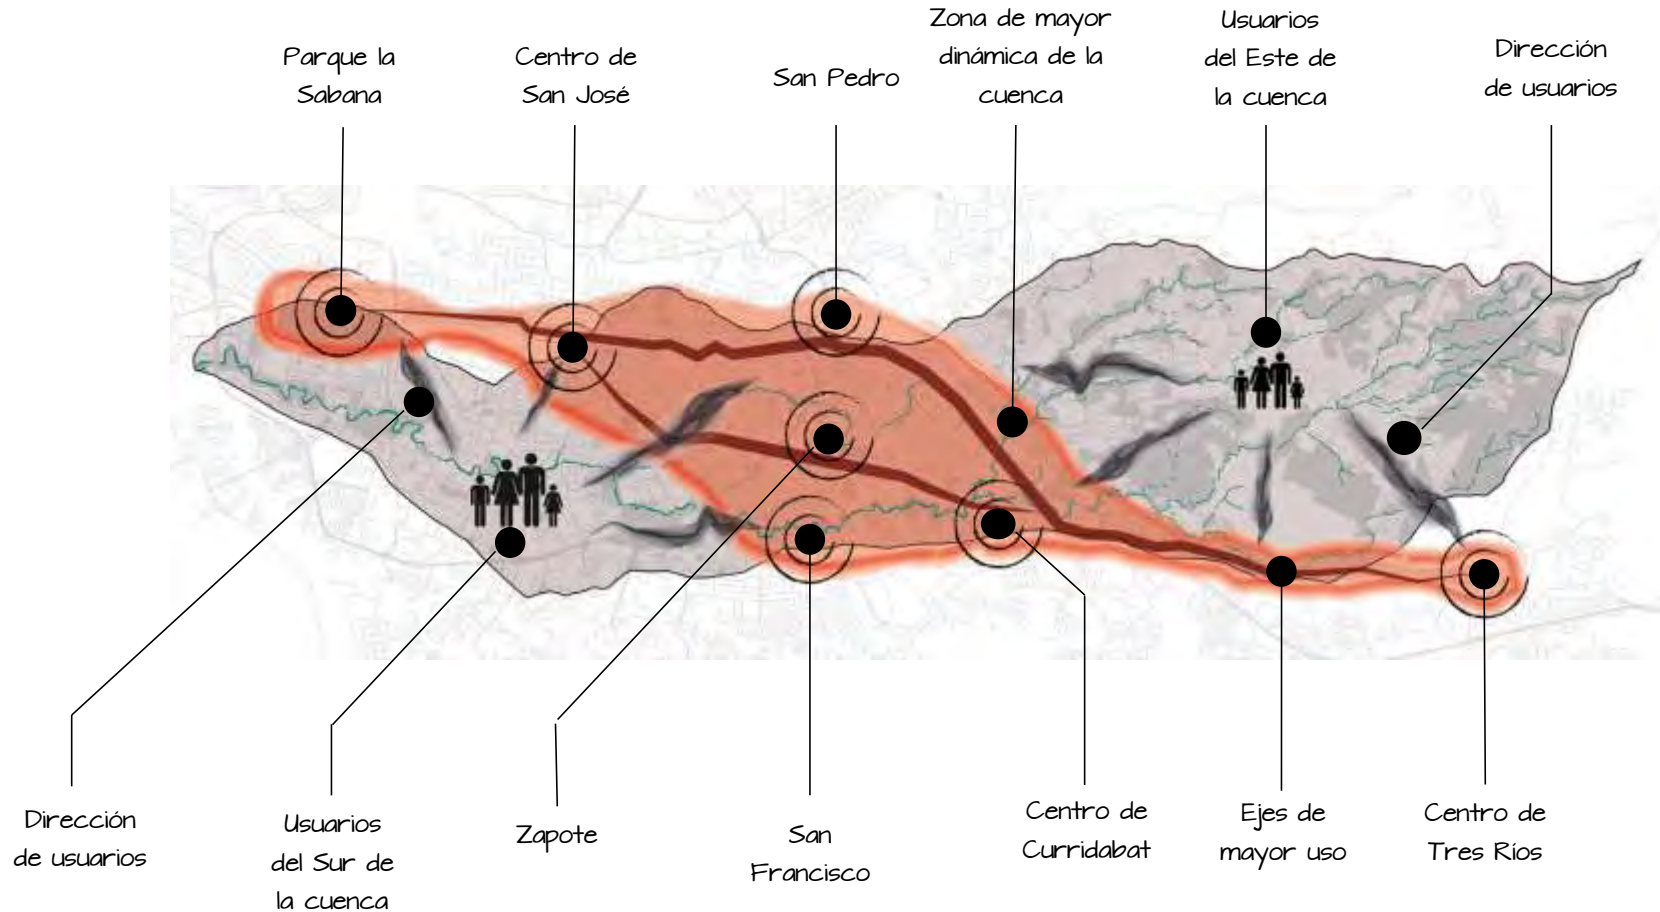 Parque la
Sabana
Centro de
San José
San Pedro
Zona de mayor
dinámica de la
cuenca
Usuarios
del Este de
la cuenca
Dirección
de usuarios
Dirección
de usuarios
Usuarios
del Sur de
la cuenca
Zapote
San
Francisco
Centro de
Curridabat
Ejes de
mayor uso
Centro de
Tres Ríos